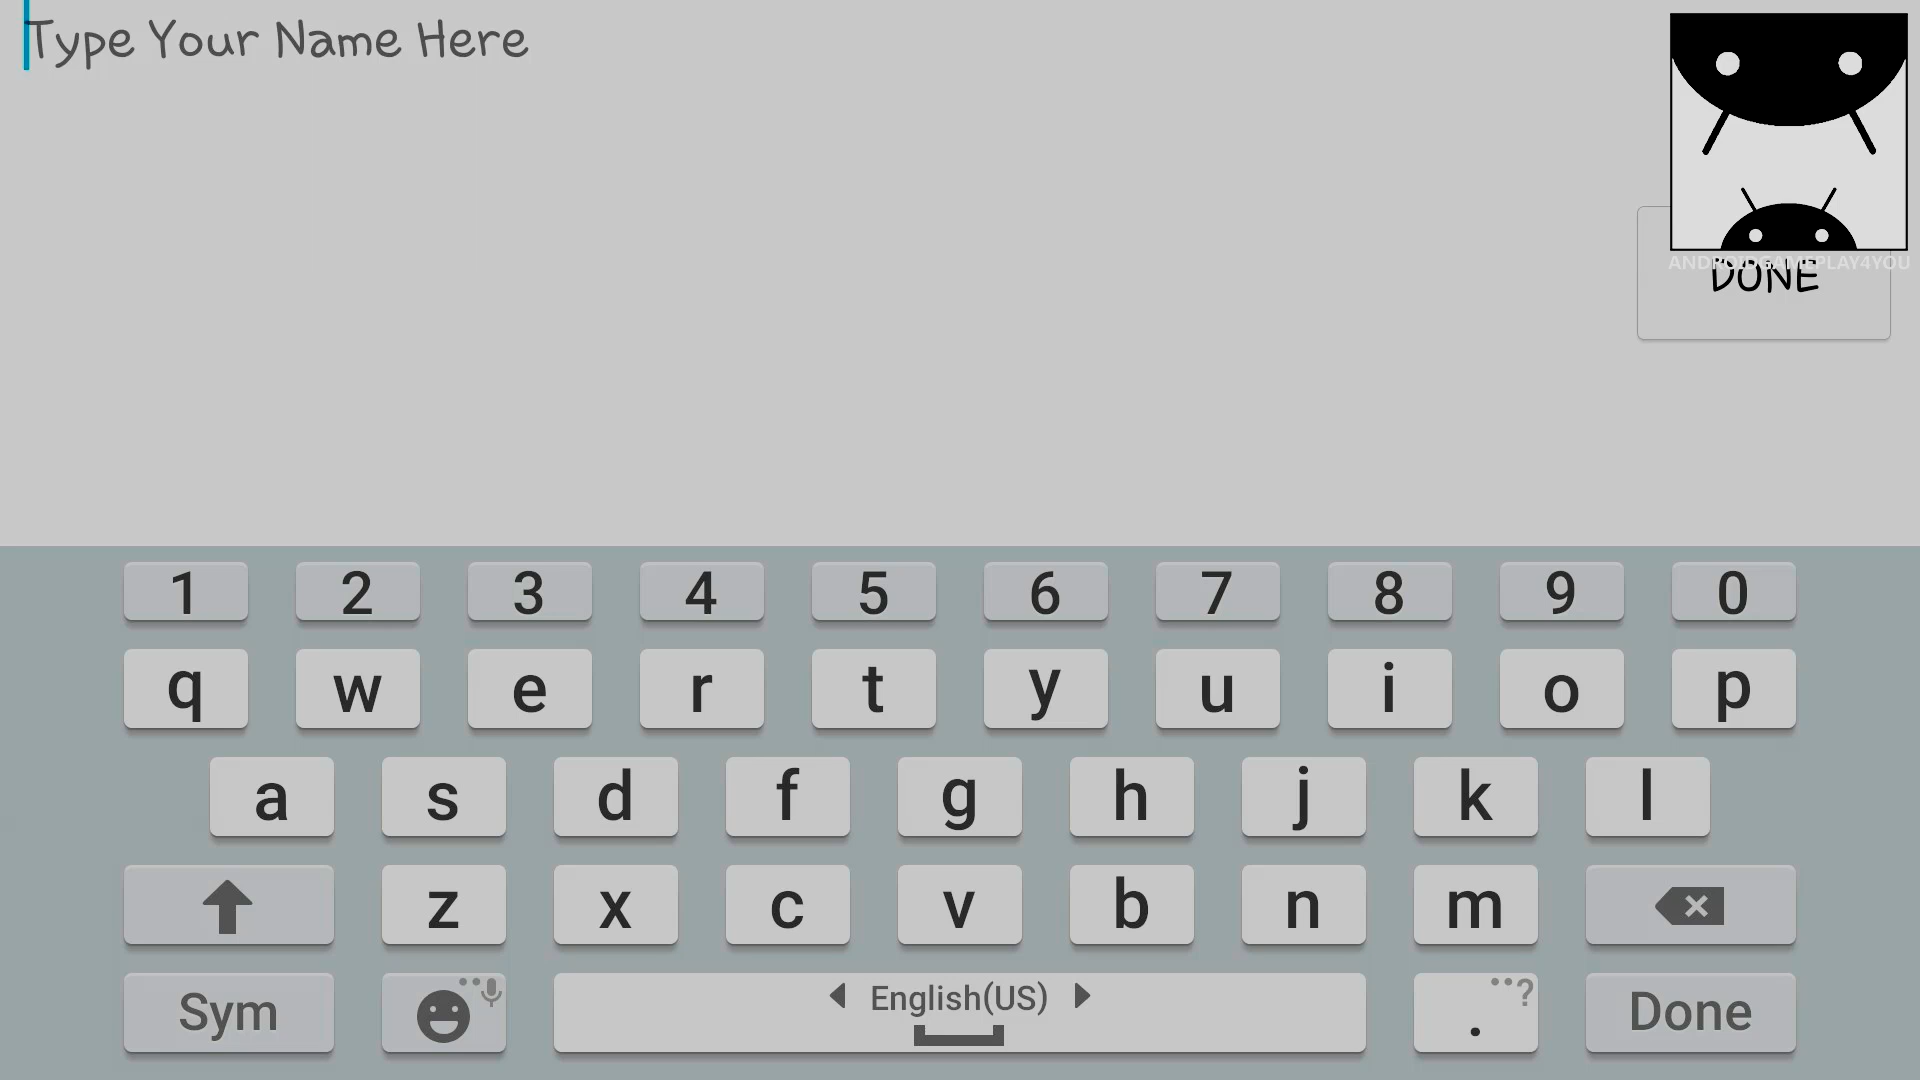 Type Your Name Here
ANDROIDGAMEPLAY4YOU
DONE
1 2 3 4 5 6 7 8 9 0
q w e r t y u i o p
a s d f g h j k l
z x c v b n m
Sym English(US) . ? Done